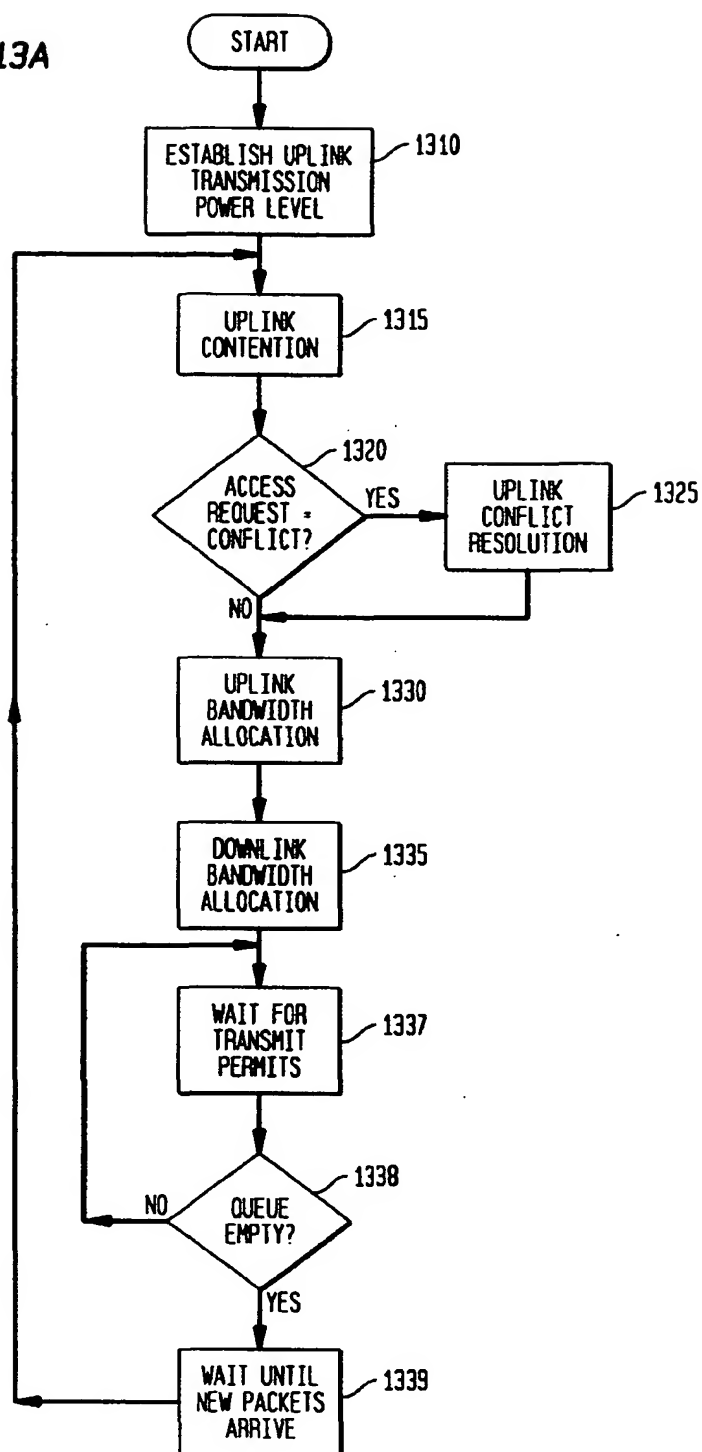 13A
START
ESTABLISH UPLINK
TRANSMISSION
POWER LEVEL
1310
UPLINK
CONTENTION
1315
ACCESS
REQUEST =
CONFLICT?
1320
YES
UPLINK
CONFLICT
RESOLUTION
1325
NO
UPLINK
BANDWIDTH
ALLOCATION
1330
DOWNLINK
BANDWIDTH
ALLOCATION
1335
WAIT FOR
TRANSMIT
PERMITS
1337
QUEUE
EMPTY?
1338
NO
YES
WAIT UNTIL
NEW PACKETS
ARRIVE
1339